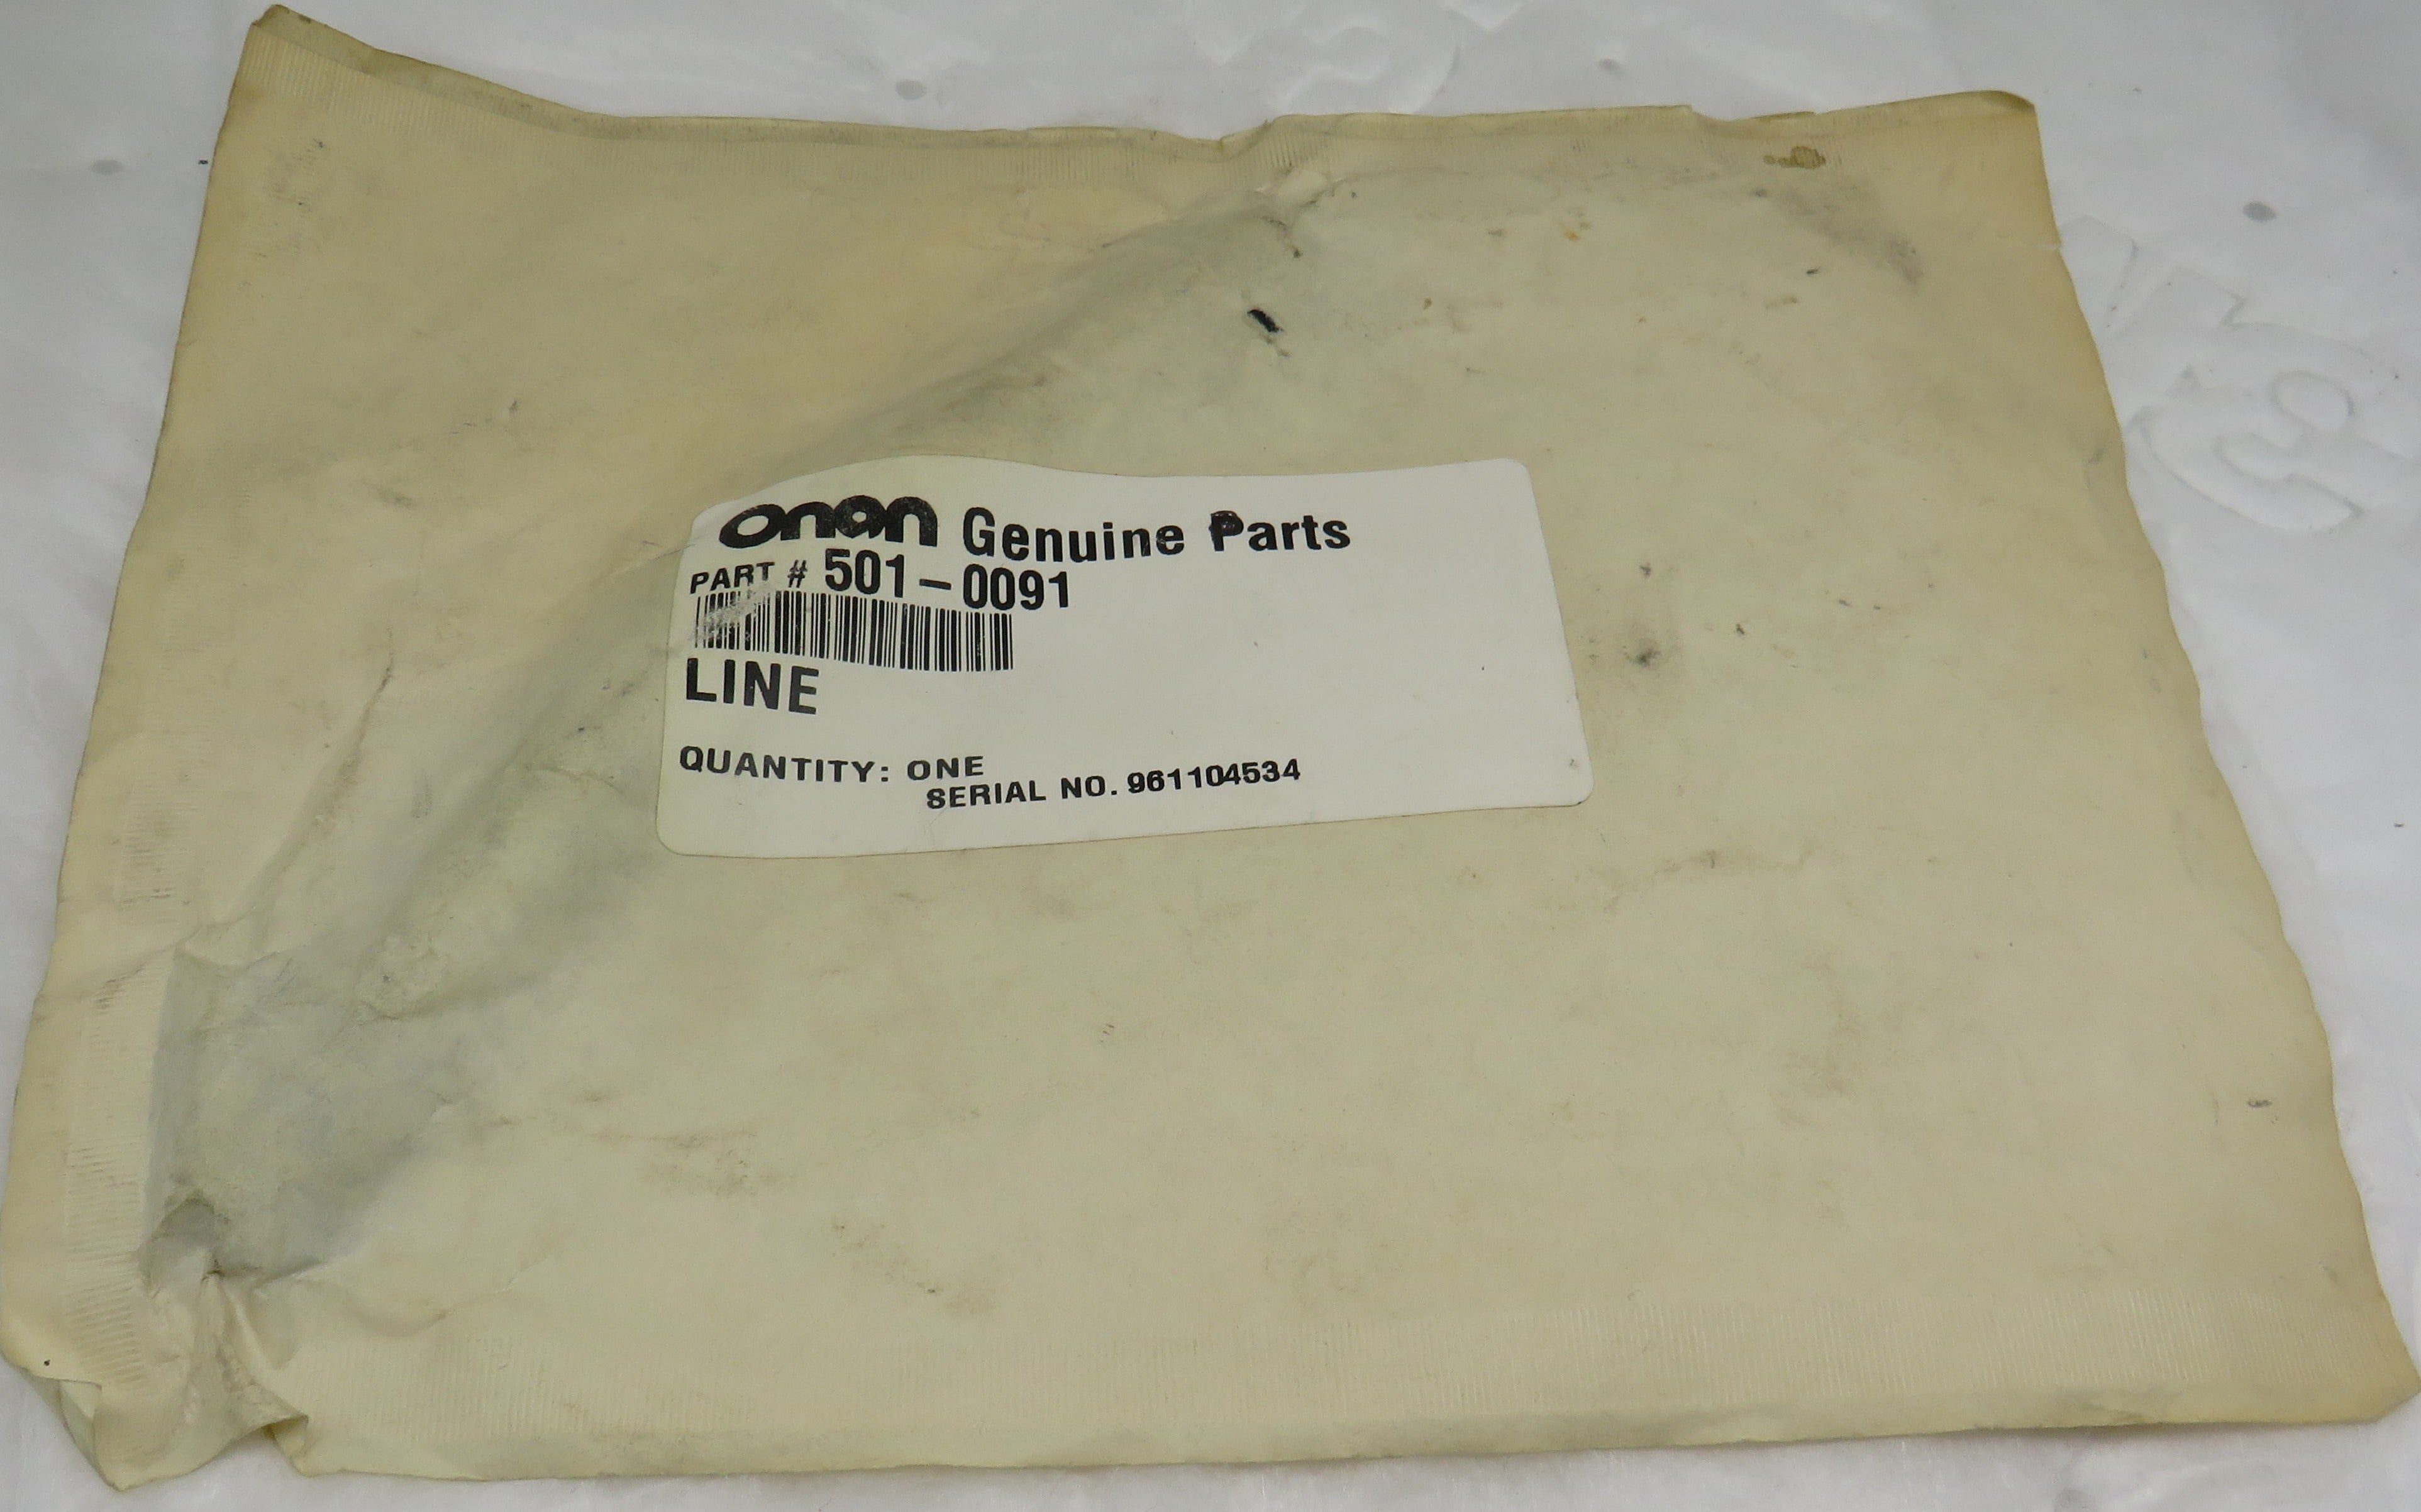 onan Genuine Parts
PART # 501-0091
LINE
QUANTITY: ONE
SERIAL NO. 961104534